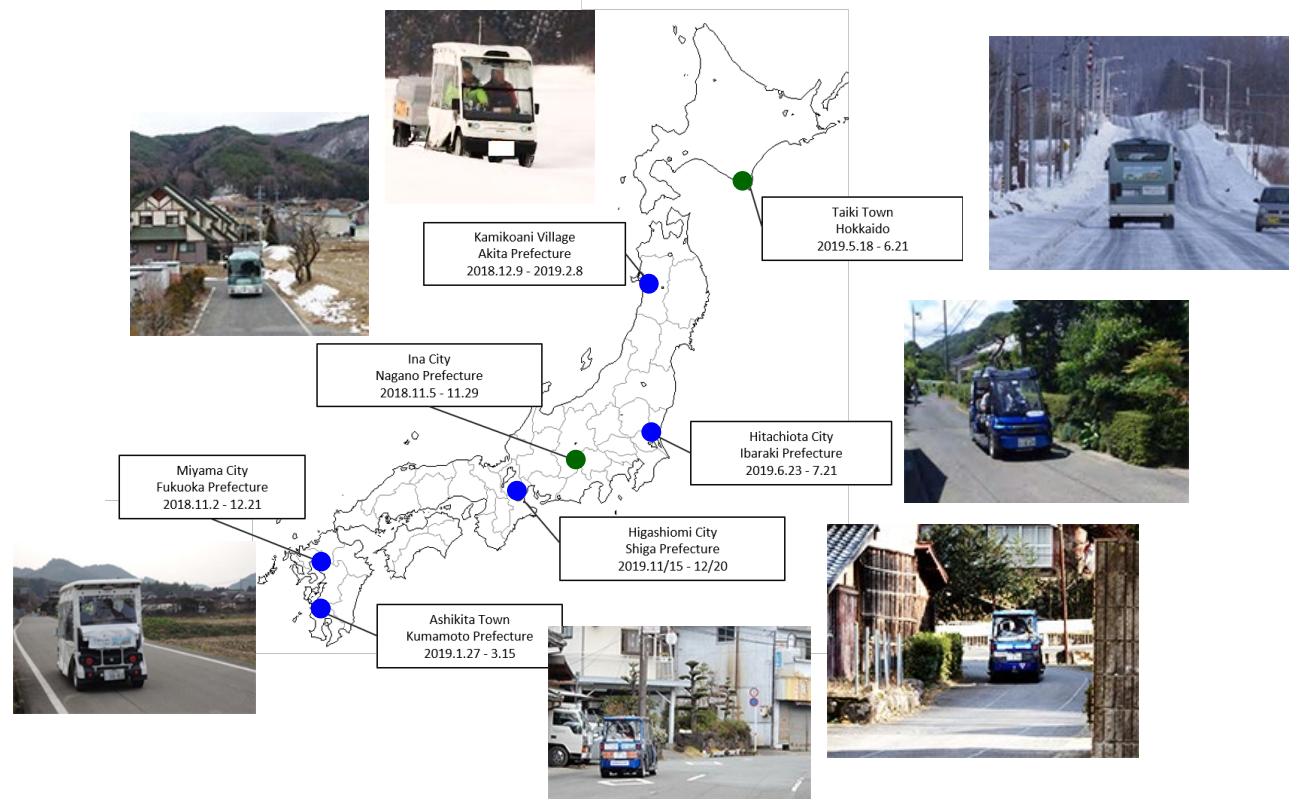 Taiki Town
Hokkaido
2019.5.18 - 6.21
Kamikoani Village
Akita Prefecture
2018.12.9 - 2019.2.8
Ina City
Nagano Prefecture
2018.11.5 - 11.29
Hitachiota City
Ibaraki Prefecture
2019.6.23 - 7.21
Miyama City
Fukuoka Prefecture
2018.11.2 - 12.21
Higashiomi City
Shiga Prefecture
2019.11/15 - 12/20
Ashikita Town
Kumamoto Prefecture
2019.1.27 - 3.15